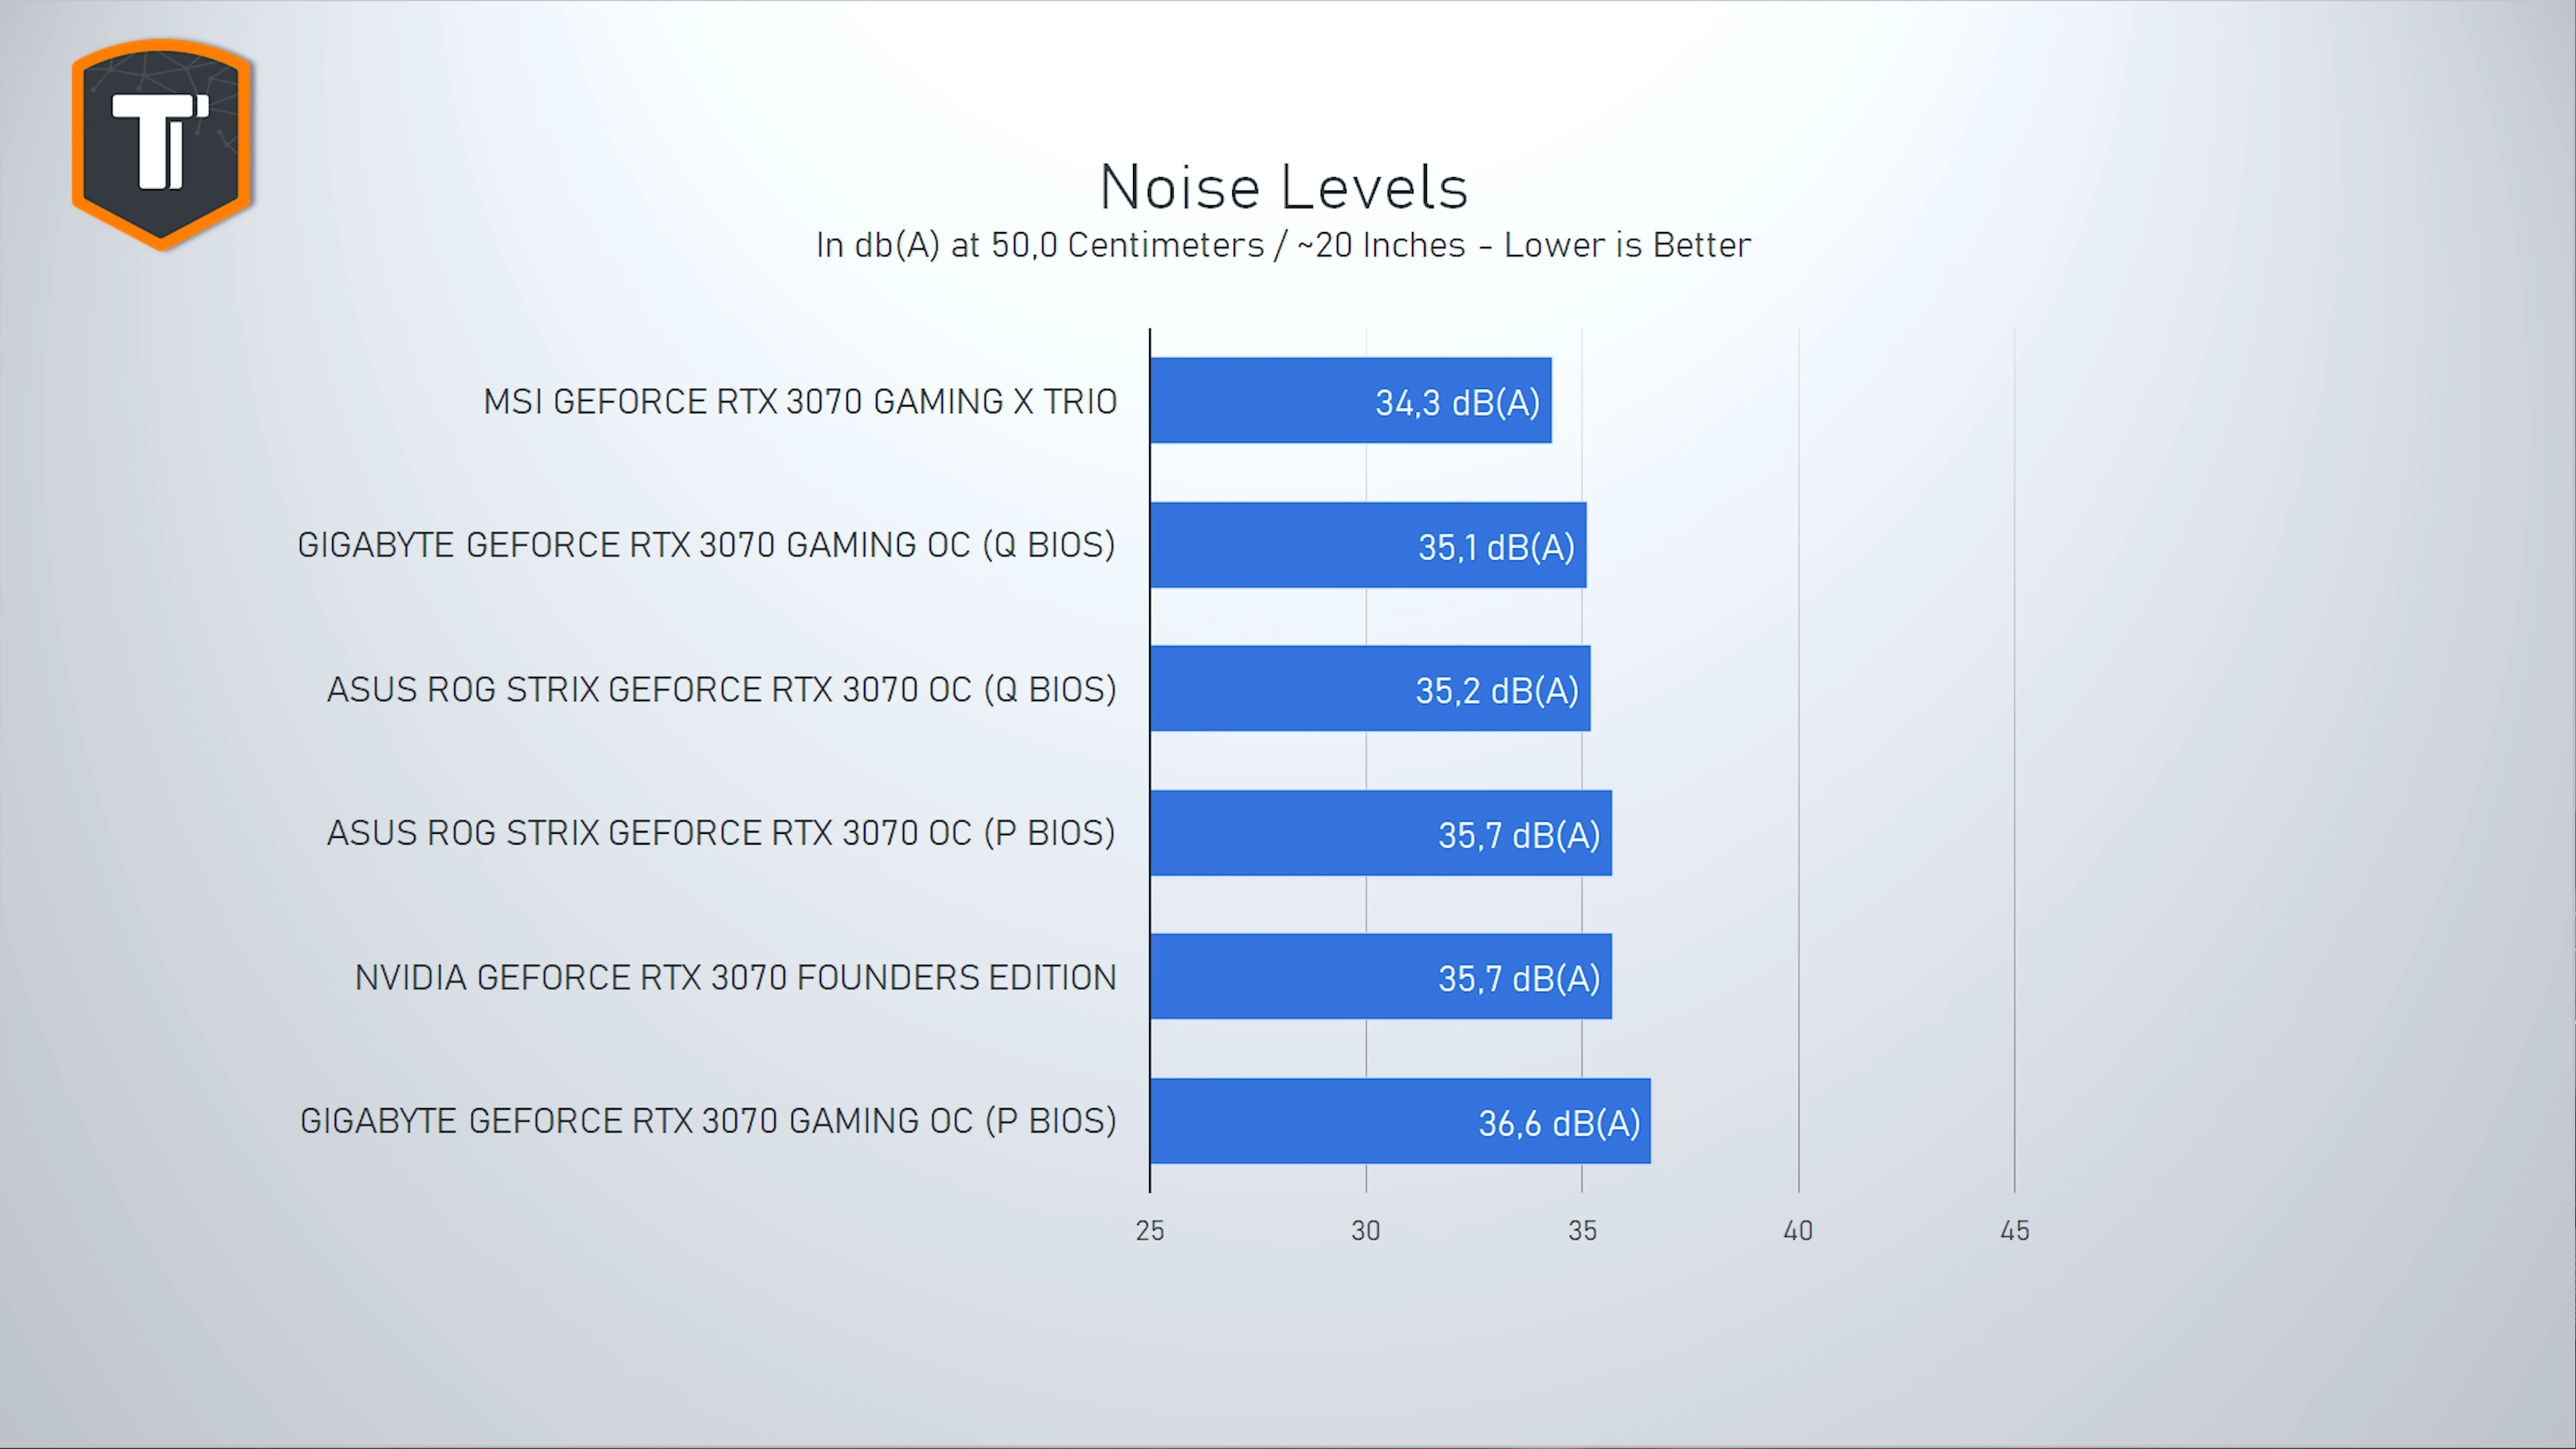 Noise Levels
In db(A) at 50,0 Centimeters / ~20 Inches - Lower is Better
MSI GEFORCE RTX 3070 GAMING X TRIO 34,3 dB(A)
GIGABYTE GEFORCE RTX 3070 GAMING OC (Q BIOS) 35,1 dB(A)
ASUS ROG STRIX GEFORCE RTX 3070 OC (Q BIOS) 35,2 dB(A)
ASUS ROG STRIX GEFORCE RTX 3070 OC (P BIOS) 35,7 dB(A)
NVIDIA GEFORCE RTX 3070 FOUNDERS EDITION 35,7 dB(A)
GIGABYTE GEFORCE RTX 3070 GAMING OC (P BIOS) 36,6 dB(A)
25 30 35 40 45